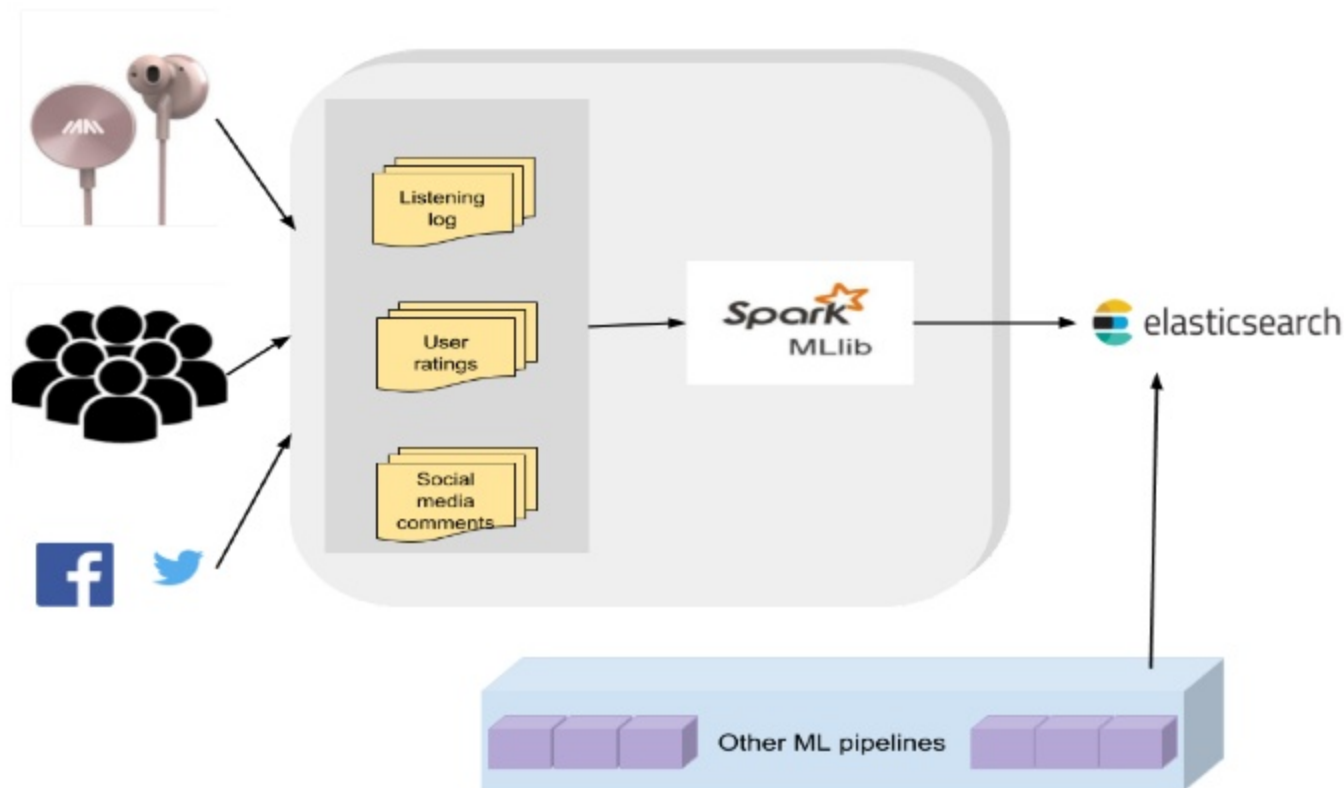 Listening
log
User
ratings
Social
media
comments
Spark
MLlib
elasticsearch
Other ML pipelines